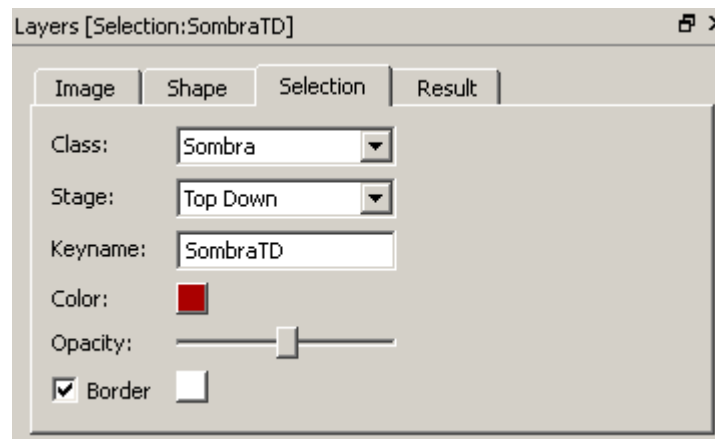 Layers [Selection:SombraTD]
Image Shape Selection Result
Class: Sombra
Stage: Top Down
Keyname: SombraTD
Color:
Opacity:
Border